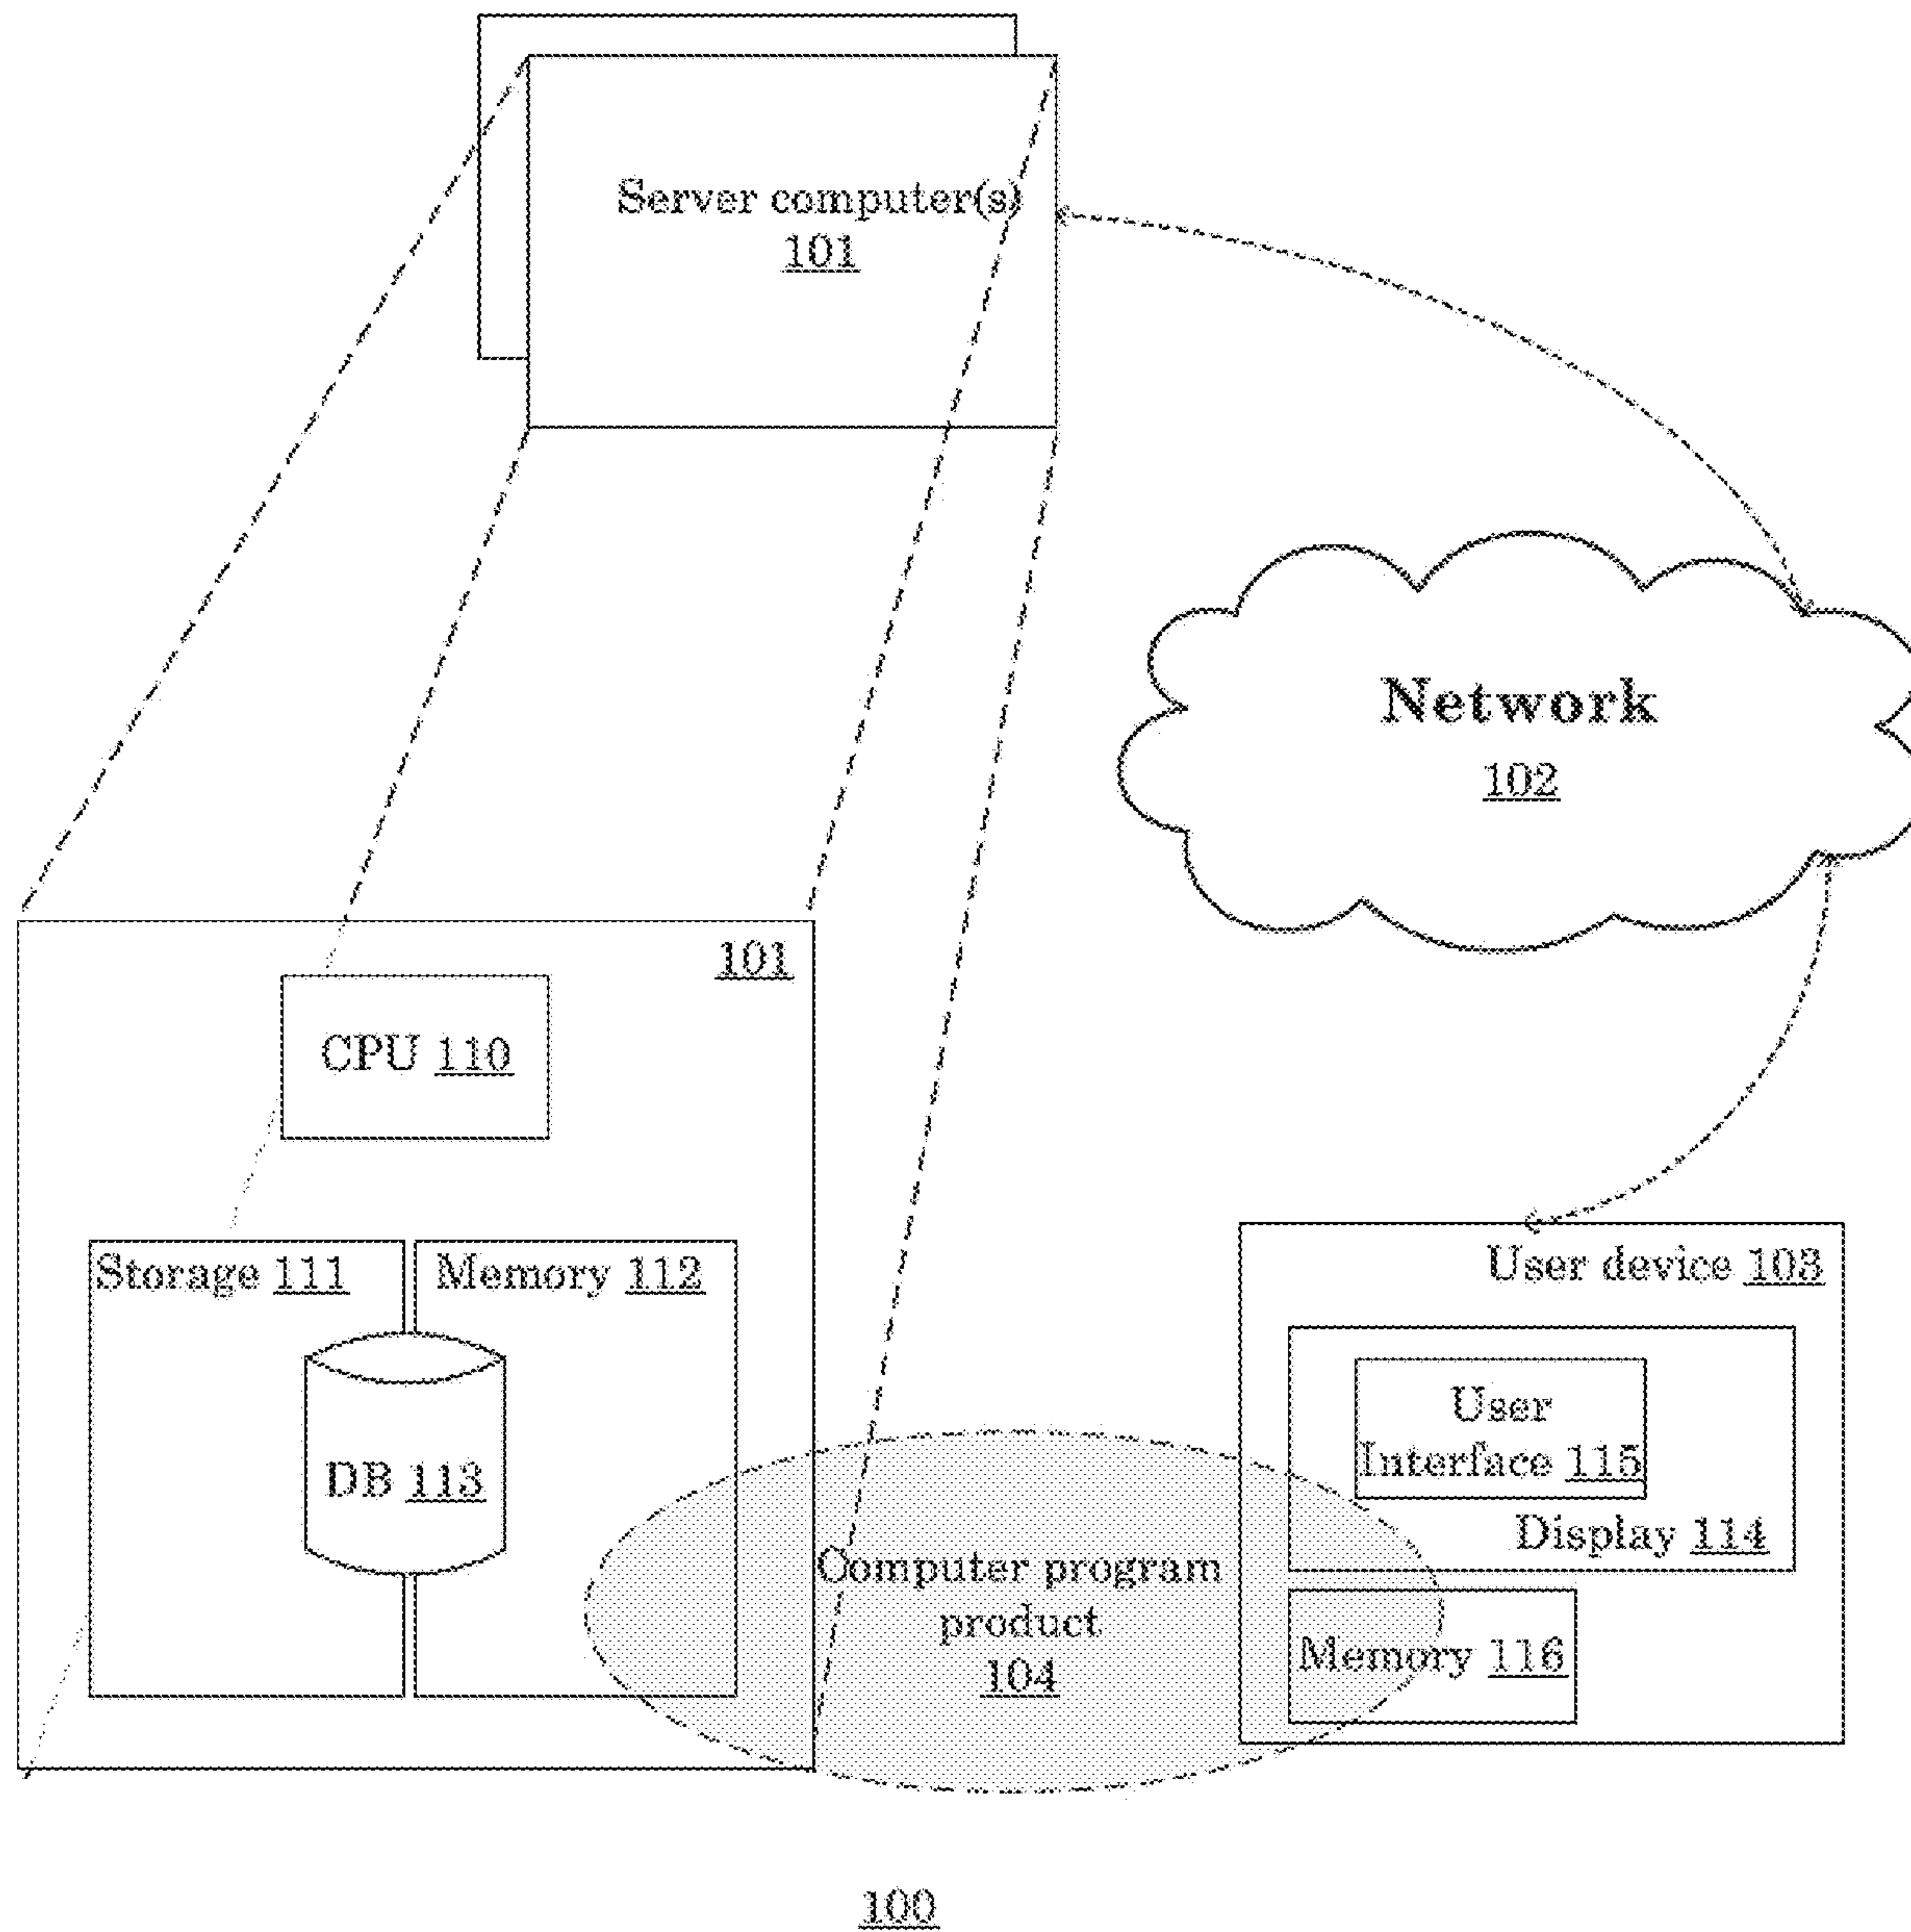 Server computer(s)
101
Network
102
101
CPU 110
Storage 111
Memory 112
DB 113
User device 103
User
Interface 115
Display 114
Computer program
product
104
Memory 116
100